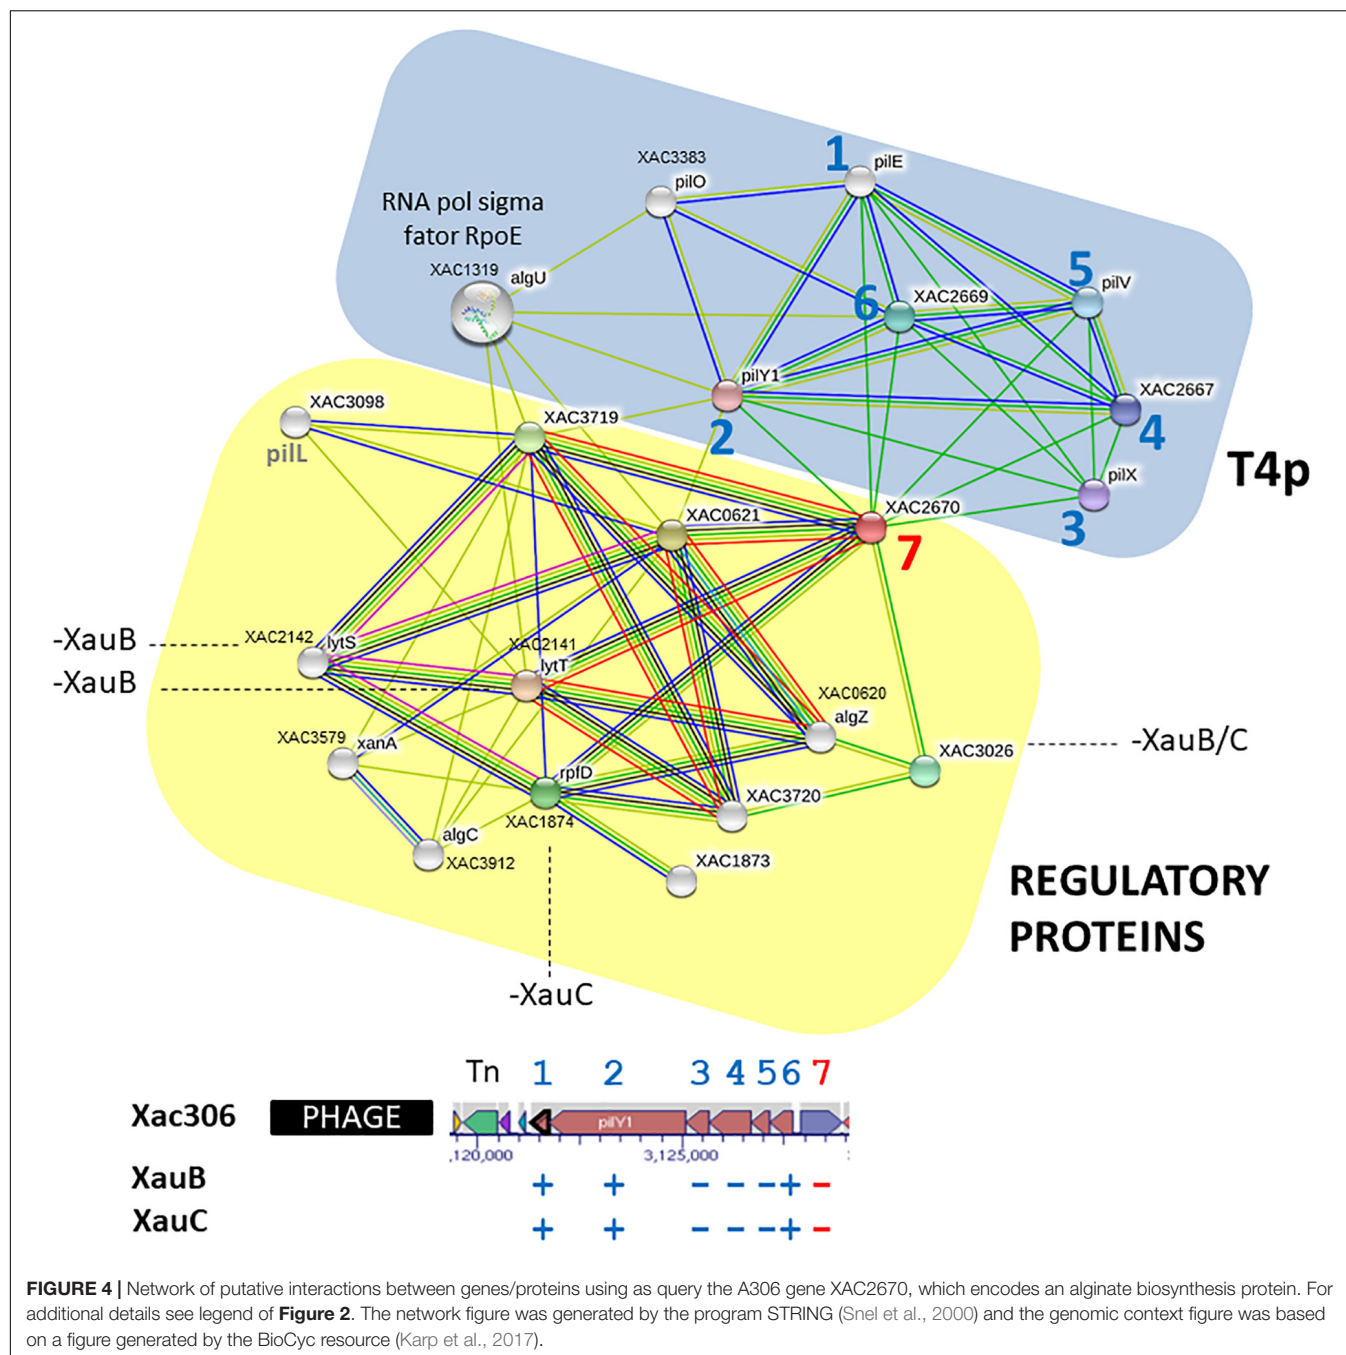 1
pilE
XAC3383
pilO
RNA pol sigma
fator RpoE
XAC1319
algU
5
pilV
6
XAC2669
pilY1
XAC2667
4
2
XAC3098
pilL
XAC3719
pilX
3
T4p
XAC0621
XAC2670
7
-XauB
XAC2142
lytS
XAC2141
lytT
-XauB
XAC0620
algZ
XAC3579
xanA
XAC3026
-XauB/C
rpfD
XAC1874
XAC3720
algC
XAC3912
XAC1873
REGULATORY
PROTEINS
-XauC
Tn 1 2 3 4 5 6 7
Xac306 PHAGE pilY1
,120,000 3,125,000
XauB + + − − − + −
XauC + + − − − + −
FIGURE 4 | Network of putative interactions between genes/proteins using as query the A306 gene XAC2670, which encodes an alginate biosynthesis protein. For
additional details see legend of Figure 2. The network figure was generated by the program STRING (Snel et al., 2000) and the genomic context figure was based
on a figure generated by the BioCyc resource (Karp et al., 2017).